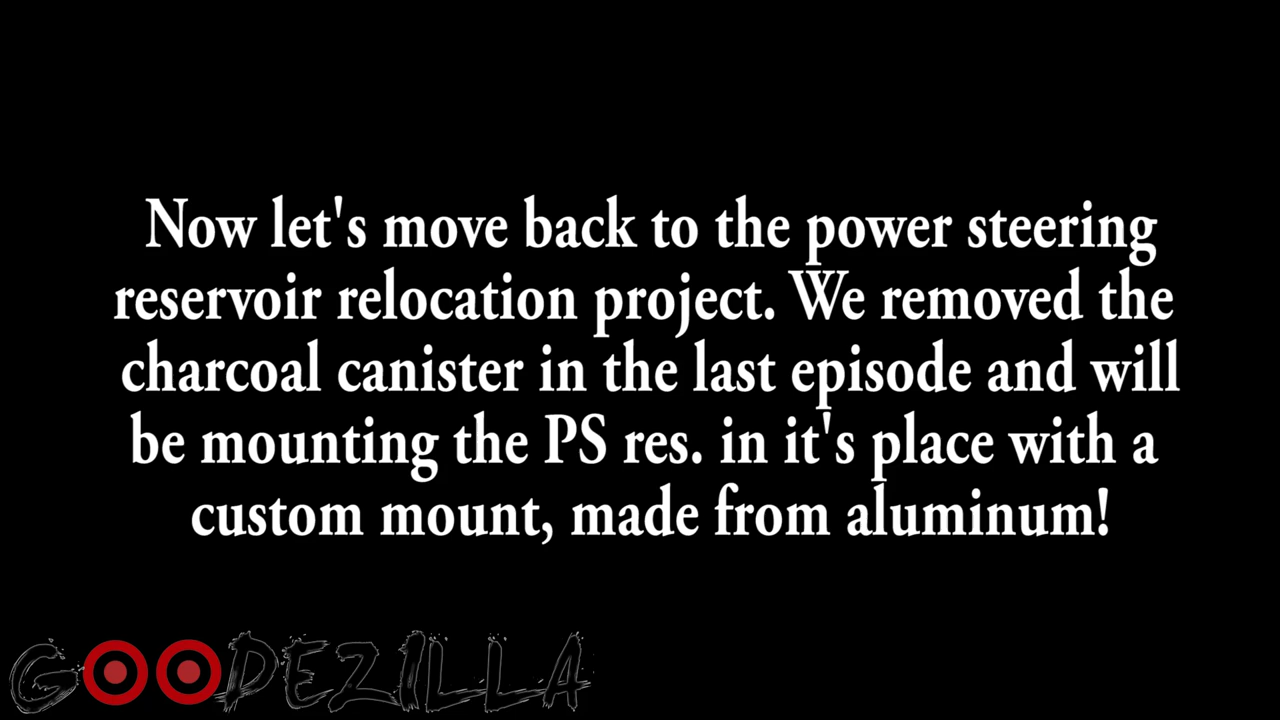 Now let's move back to the power steering
reservoir relocation project. We removed the
charcoal canister in the last episode and will
be mounting the PS res. in it's place with a
custom mount, made from aluminum!
GOODEZILLA